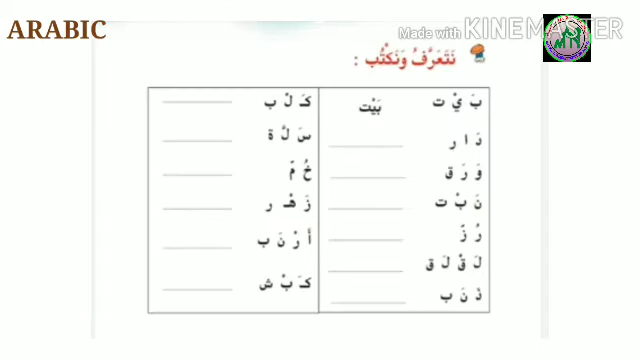 ARABIC
Made with KINEMASTER
نَتَعَرَّفُ وَنَكْتُب :
بَ يْ ت بَيْت
دَ ا ر
وَ رَ ق
نَ بْ ت
رُ زّ
لَ قْ لَ ق
ذَ نَ ب
كَـ لْ ب
سَ لَّ ة
خُ مّ
زَ هْـ ر
أَ رْ نَ ب
كَـ بْ ش